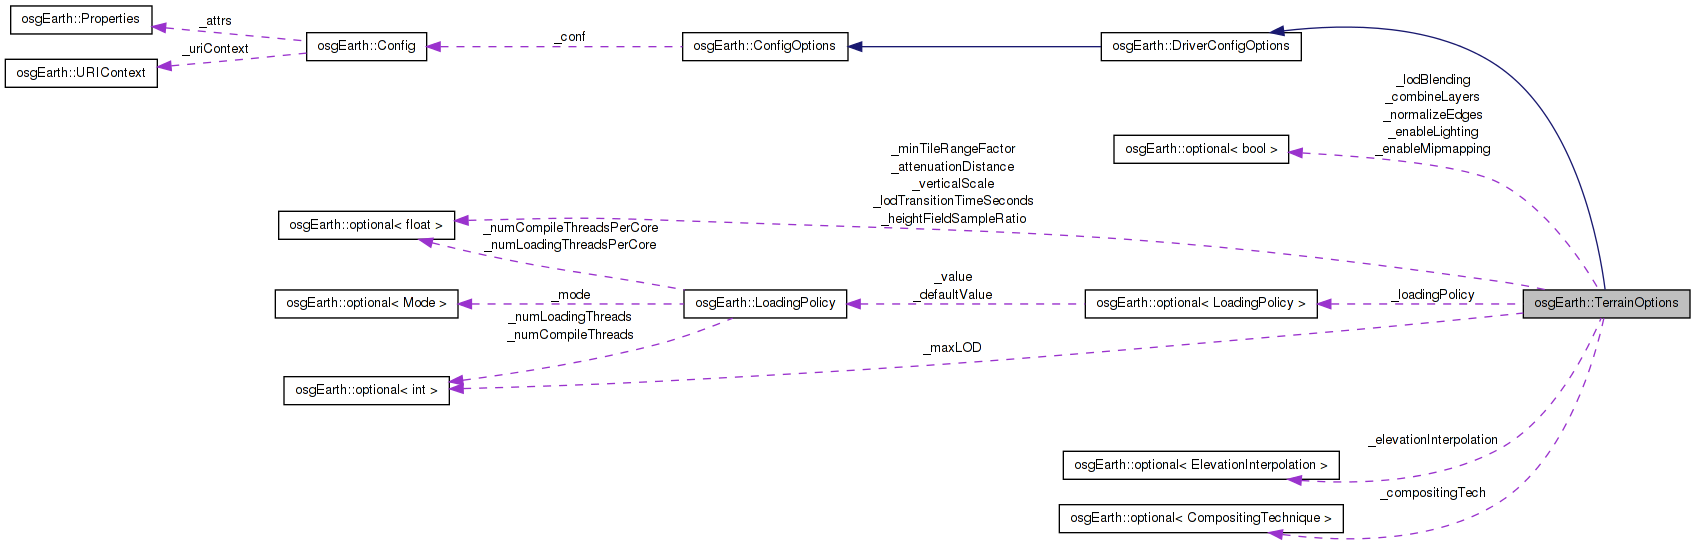 osgEarth::Properties
_attrs
osgEarth::URIContext
_uriContext
osgEarth::Config
_conf
osgEarth::ConfigOptions
osgEarth::DriverConfigOptions
_lodBlending
_combineLayers
_normalizeEdges
_enableLighting
_enableMipmapping
osgEarth::optional< bool >
_minTileRangeFactor
_attenuationDistance
_verticalScale
_lodTransitionTimeSeconds
_heightFieldSampleRatio
osgEarth::optional< float >
_numCompileThreadsPerCore
_numLoadingThreadsPerCore
osgEarth::optional< Mode >
_mode
osgEarth::LoadingPolicy
_value
_defaultValue
osgEarth::optional< LoadingPolicy >
_loadingPolicy
osgEarth::TerrainOptions
_numLoadingThreads
_numCompileThreads
_maxLOD
osgEarth::optional< int >
_elevationInterpolation
osgEarth::optional< ElevationInterpolation >
_compositingTech
osgEarth::optional< CompositingTechnique >